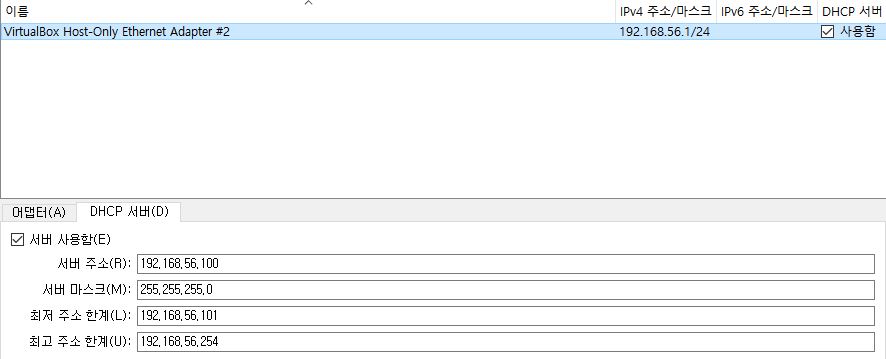 이름 IPv4 주소/마스크 IPv6 주소/마스크 DHCP 서버
VirtualBox Host-Only Ethernet Adapter #2 192.168.56.1/24 사용함
어댑터(A) DHCP 서버(D)
서버 사용함(E)
서버 주소(R): 192,168,56,100
서버 마스크(M): 255,255,255,0
최저 주소 한계(L): 192,168,56,101
최고 주소 한계(U): 192,168,56,254